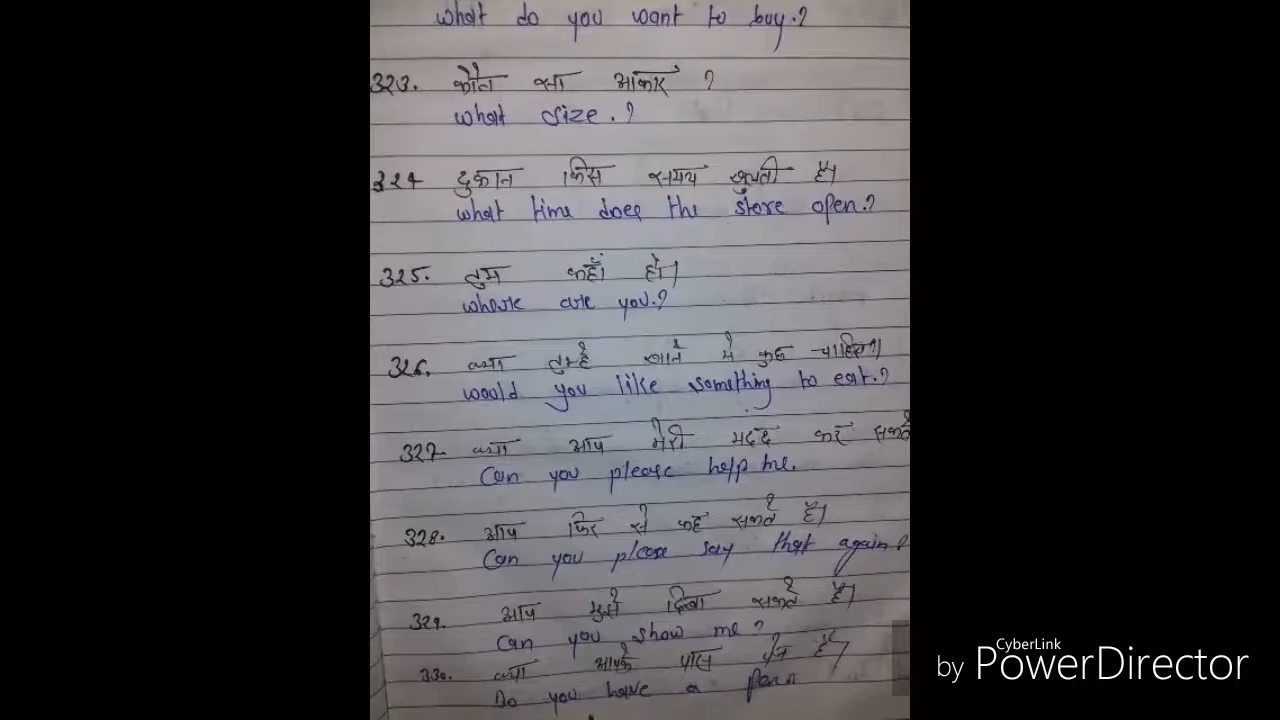 What do you want to buy.?
323. कौन सा आकार ?
What size.?
324 दुकान किस समय खुलती है।
What time does the store open.?
325. तुम कहाँ हो।
Where are you.?
326. क्या तुम्हे खाने मे कुछ चाहिए।
Would you like something to eat.?
327. क्या आप मेरी मदद कर सकते
Can you please help me.
328. आप फिर से कह सकते है।
Can you please say that again?
329. आप मुझे दिखा सकते है।
Can you show me ?
330. क्या आपके पास पेन है।
Do you have a pen
CyberLink
by PowerDirector